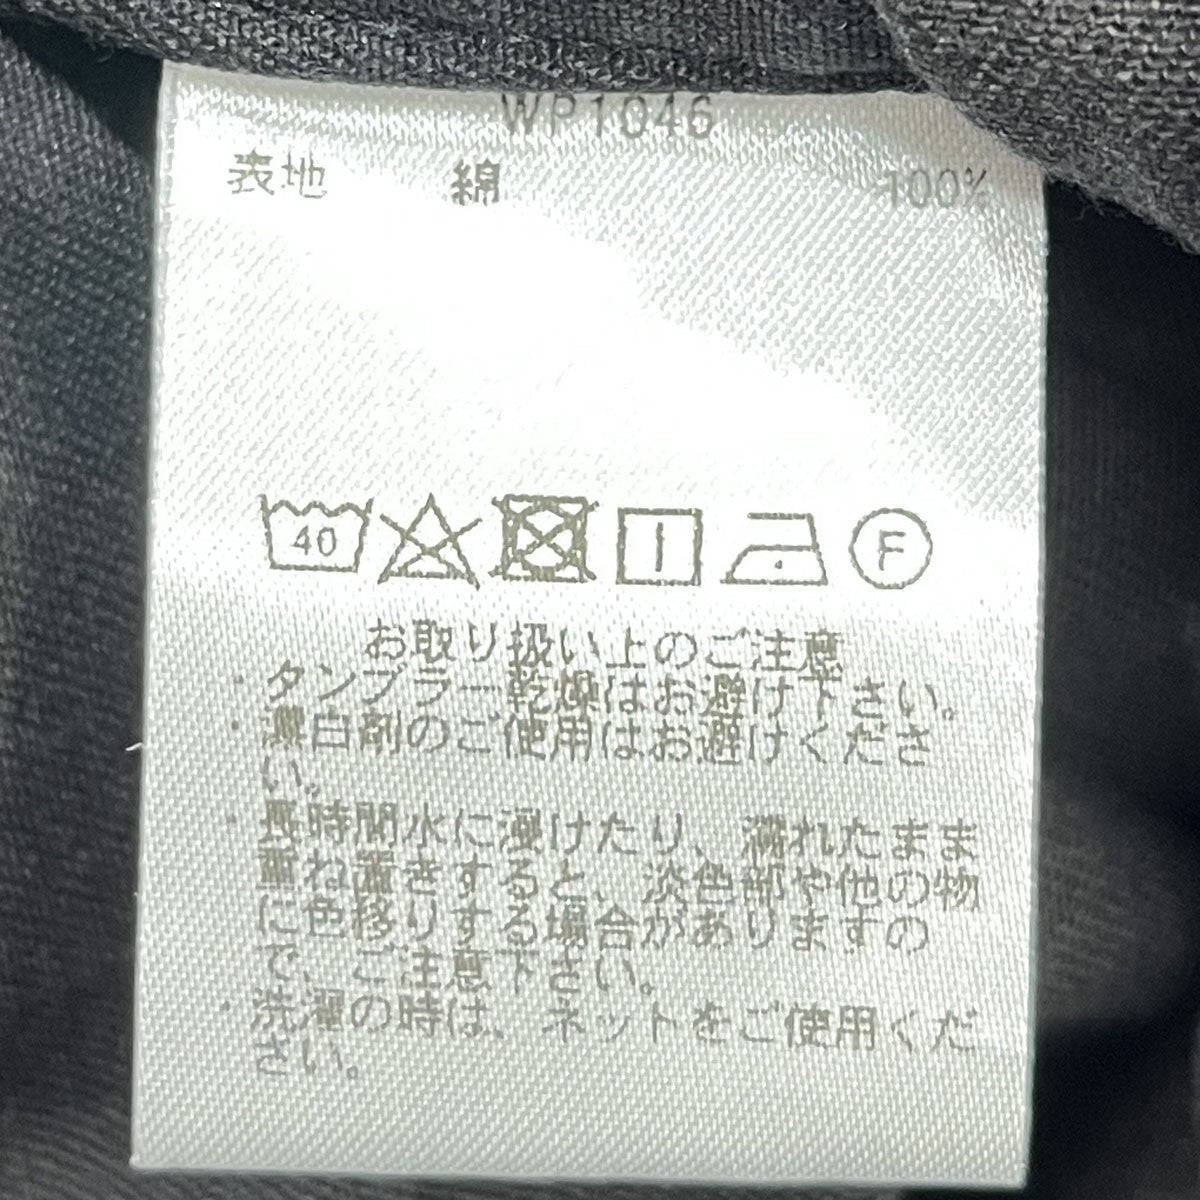 WP1046
表地 綿 100%
40 F
お取り扱い上のご注意
・タンブラー乾燥はお避け下さい。
・漂白剤のご使用はお避けくださ
い。
・長時間水に浸けたり、濡れたまま
重ね置きすると、淡色部や他の物
に色移りする場合がありますの
で、ご注意下さい。
・洗濯の時は、ネットをご使用くだ
さい。